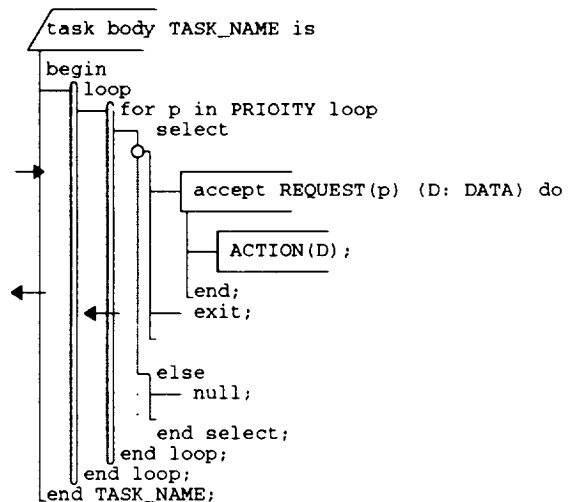 task body TASK_NAME is
begin
loop
for p in PRIOITY loop
select
accept REQUEST(p) (D: DATA) do
ACTION(D);
end;
exit;
else
null;
end select;
end loop;
end loop;
end TASK_NAME;